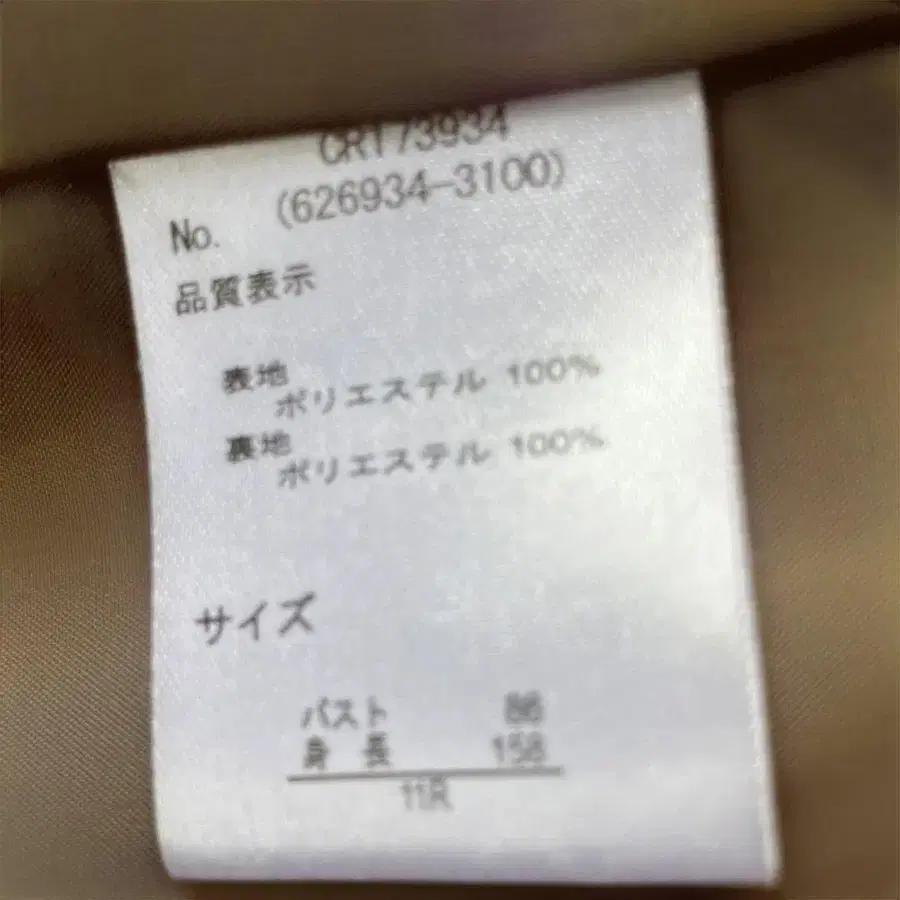 CRT73934
No. (626934-3100)
品質表示
表地
ポリエステル 100%
裏地
ポリエステル 100%
サイズ
バスト 86
身長 158
11R